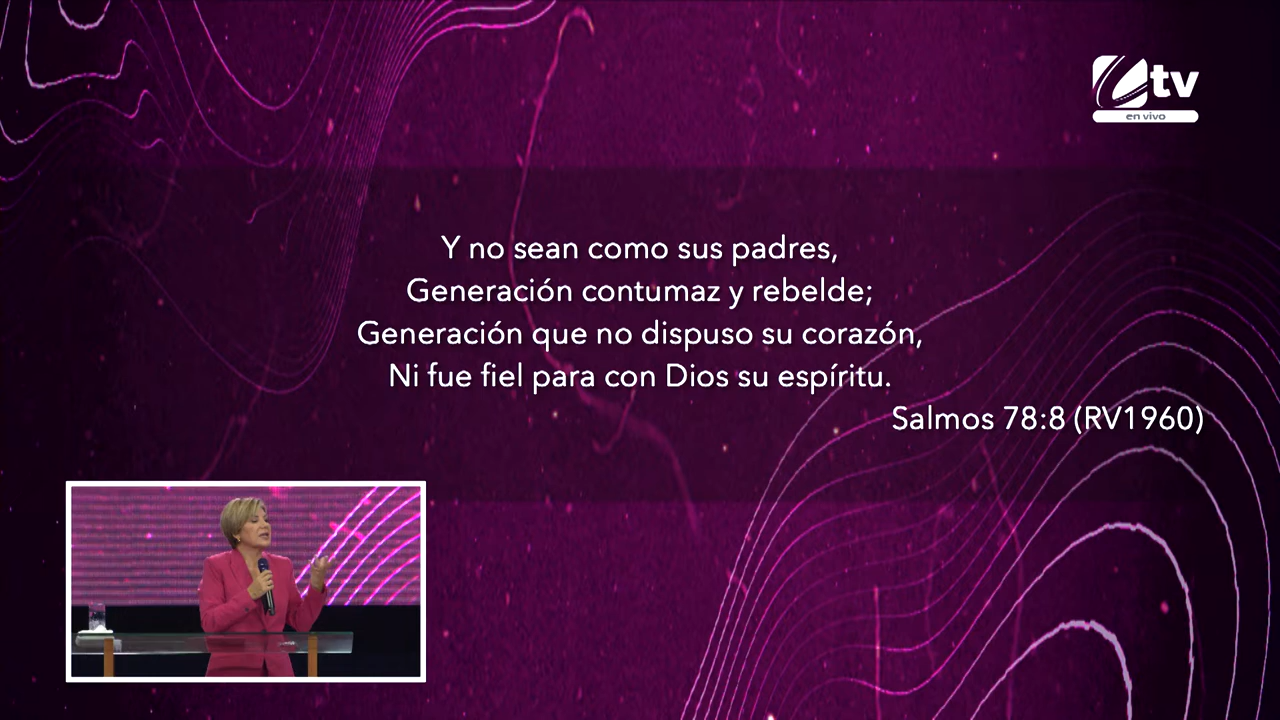 tv
en vivo
Y no sean como sus padres,
Generación contumaz y rebelde;
Generación que no dispuso su corazón,
Ni fue fiel para con Dios su espíritu.
Salmos 78:8 (RV1960)